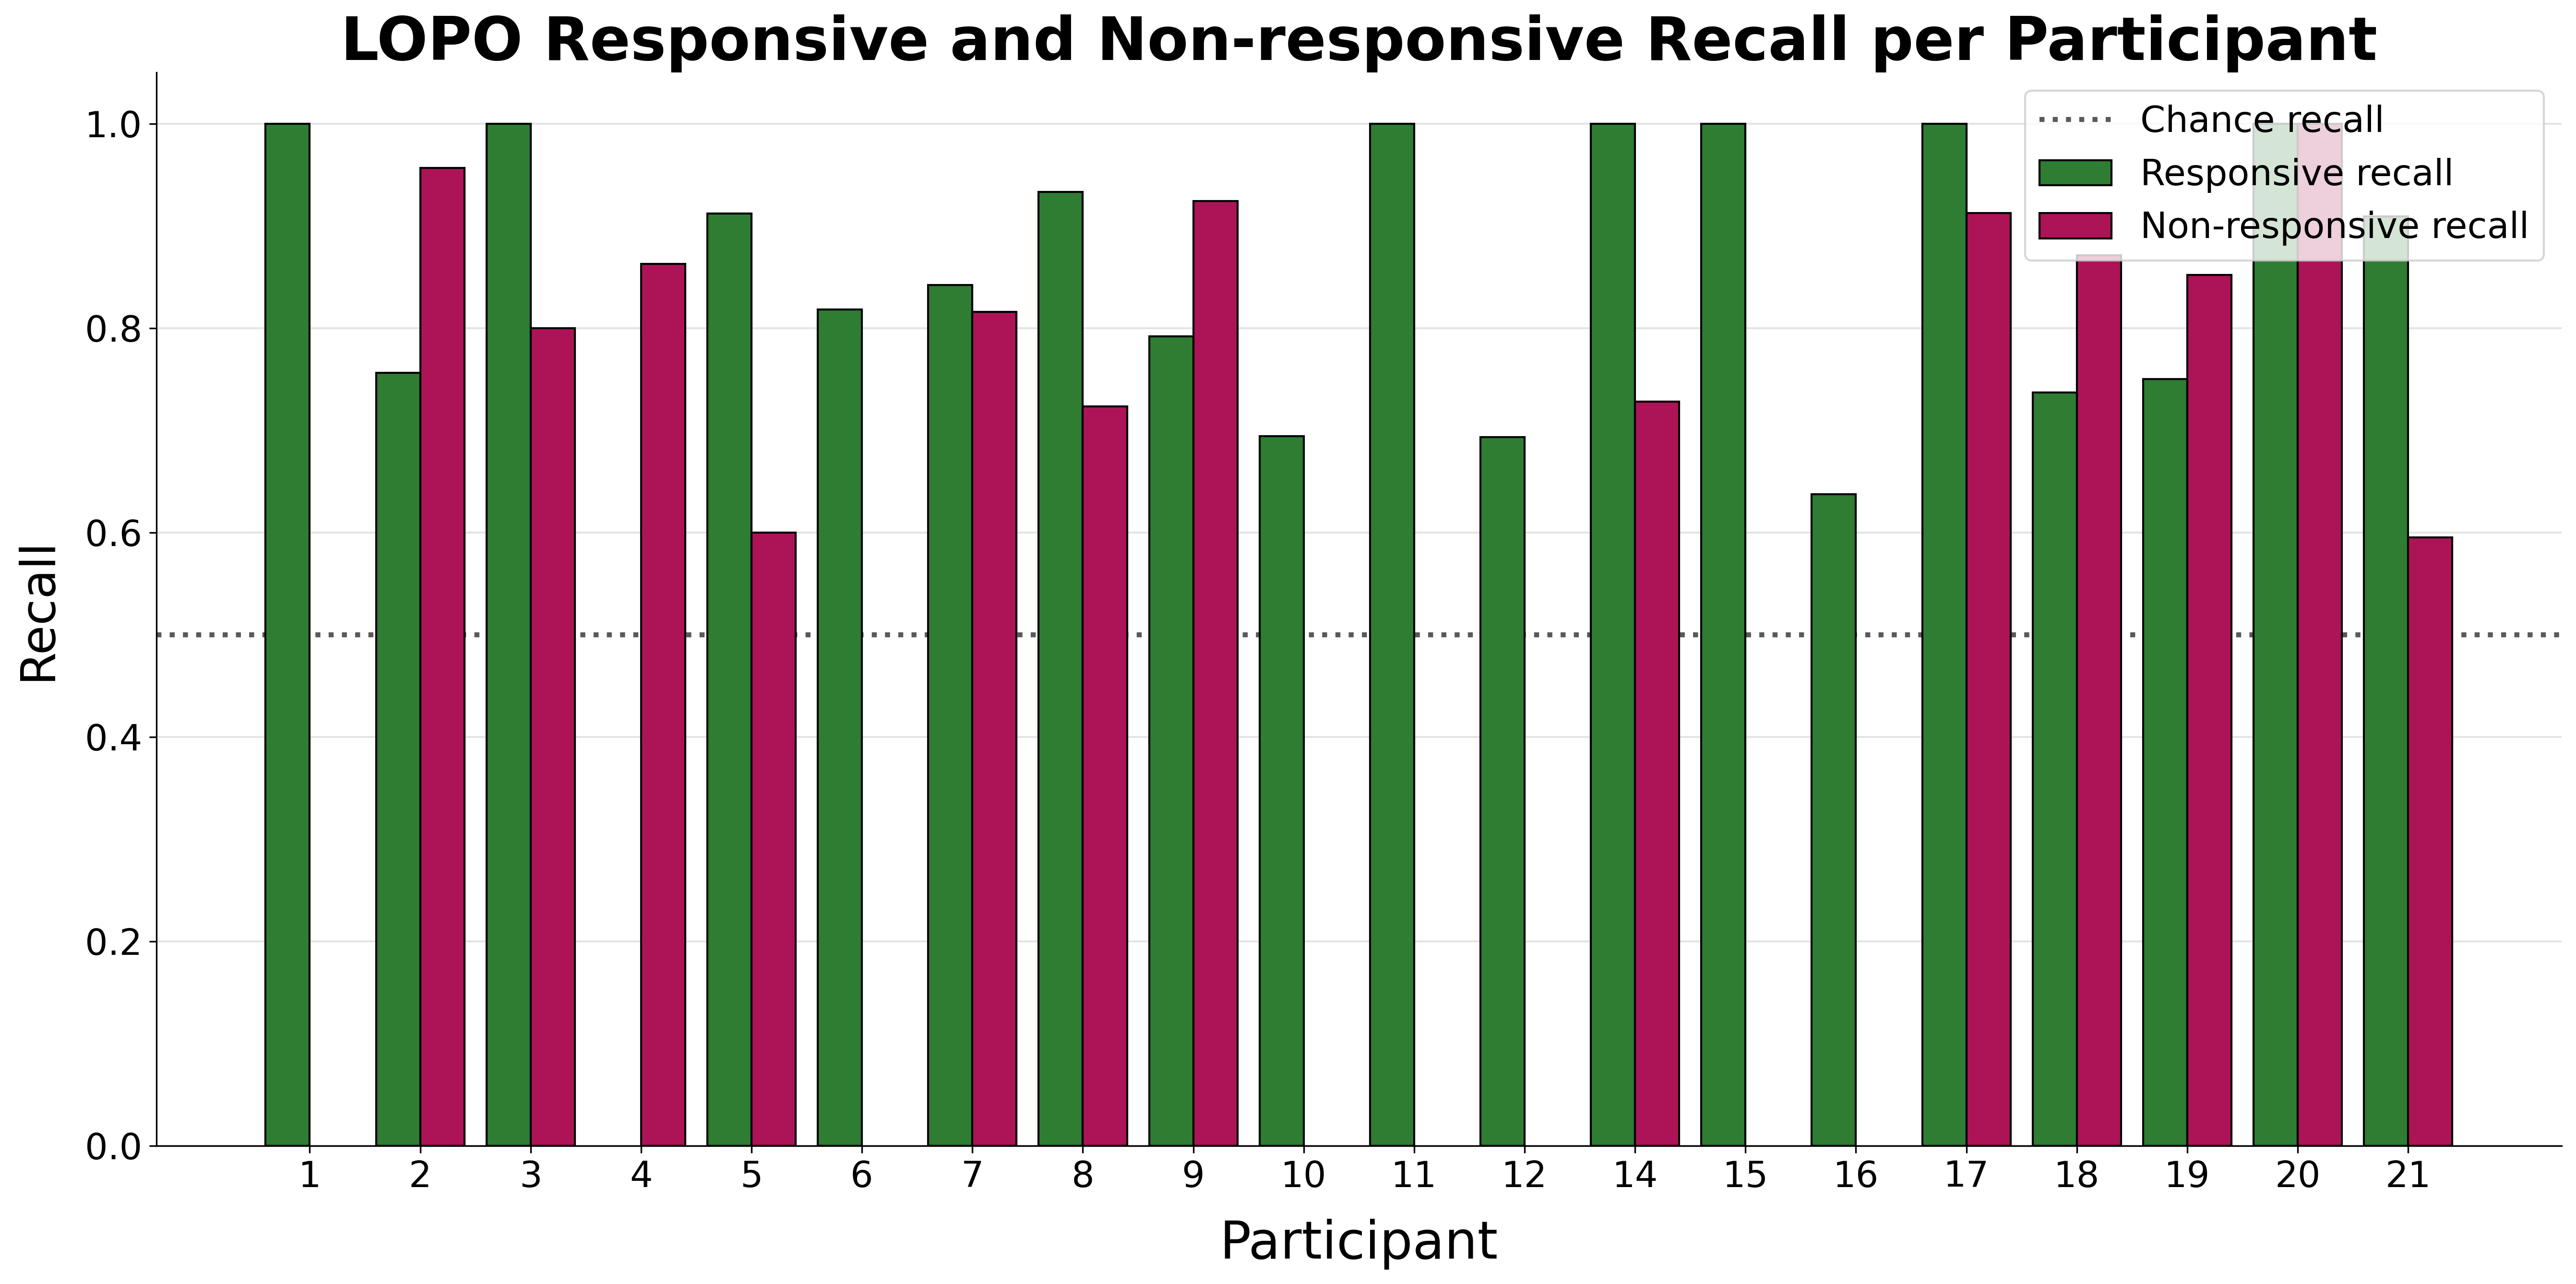 LOPO Responsive and Non-responsive Recall per Participant
Chance recall
Responsive recall
Non-responsive recall
1.0
0.8
0.6
0.4
0.2
0.0
Recall
1 2 3 4 5 6 7 8 9 10 11 12 14 15 16 17 18 19 20 21
Participant